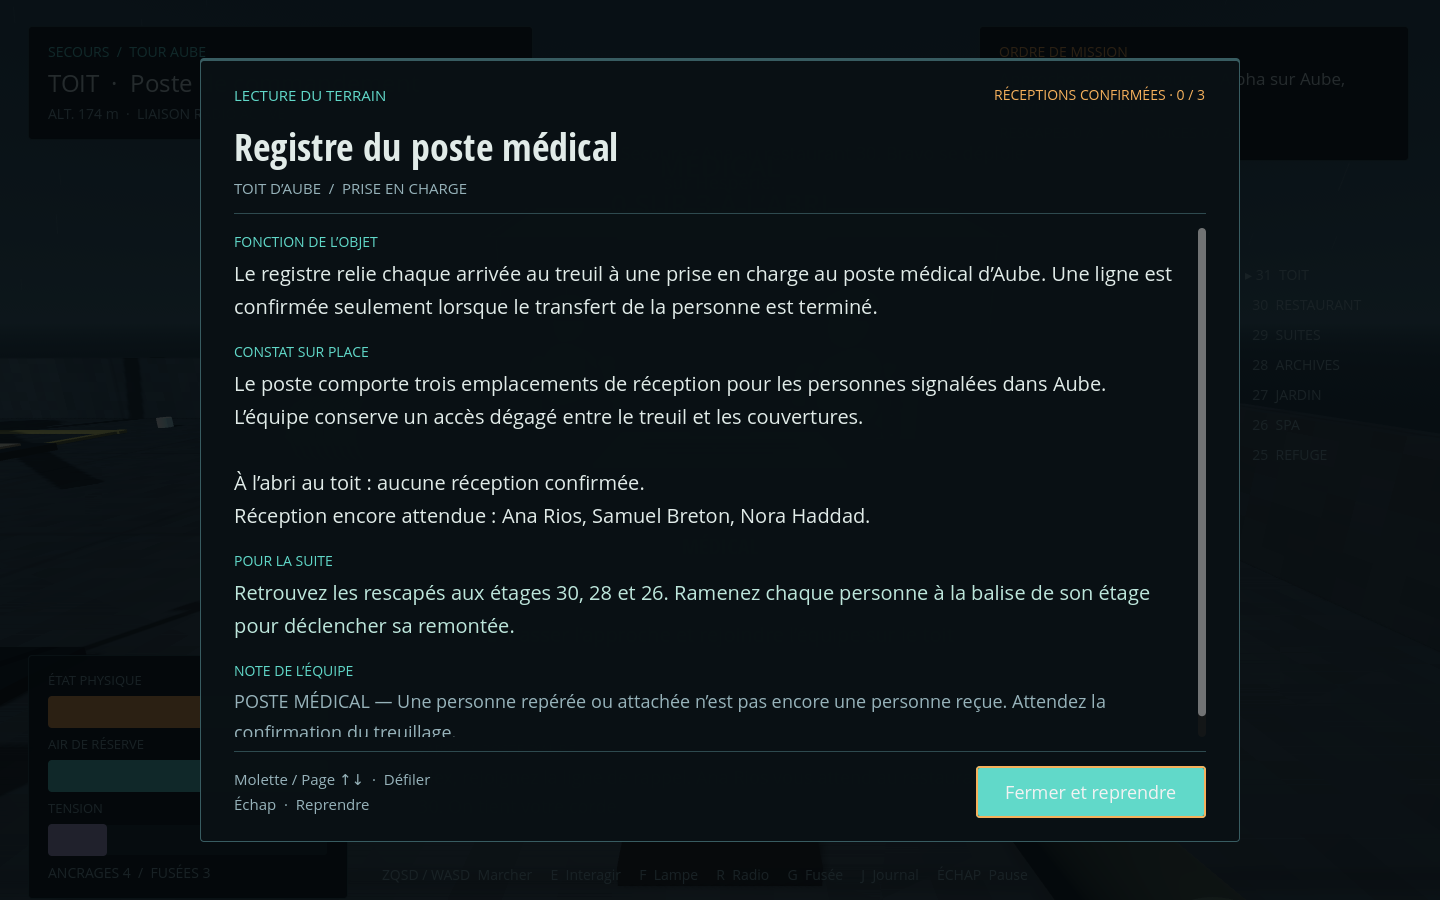 SECOURS / TOUR AUBE
TOIT · Poste
ALT. 174 m · LIAISON
ORDRE DE MISSION
sur Aube,
LECTURE DU TERRAIN
RÉCEPTIONS CONFIRMÉES · 0 / 3
Registre du poste médical
TOIT D’AUBE / PRISE EN CHARGE
FONCTION DE L’OBJET
Le registre relie chaque arrivée au treuil à une prise en charge au poste médical d’Aube. Une ligne est
confirmée seulement lorsque le transfert de la personne est terminé.
CONSTAT SUR PLACE
Le poste comporte trois emplacements de réception pour les personnes signalées dans Aube.
L’équipe conserve un accès dégagé entre le treuil et les couvertures.
À l’abri au toit : aucune réception confirmée.
Réception encore attendue : Ana Rios, Samuel Breton, Nora Haddad.
POUR LA SUITE
Retrouvez les rescapés aux étages 30, 28 et 26. Ramenez chaque personne à la balise de son étage
pour déclencher sa remontée.
NOTE DE L’ÉQUIPE
POSTE MÉDICAL — Une personne repérée ou attachée n’est pas encore une personne reçue. Attendez la
confirmation du treuillage.
Molette / Page ↑↓ · Défiler
Échap · Reprendre
Fermer et reprendre
▸ 31 TOIT
30 RESTAURANT
29 SUITES
28 ARCHIVES
27 JARDIN
26 SPA
25 REFUGE
ÉTAT PHYSIQUE
AIR DE RÉSERVE
TENSION
ANCRAGES 4 / FUSÉES 3
ZQSD / WASD Marcher E Interagir F Lampe R Radio G Fusée J Journal ÉCHAP Pause